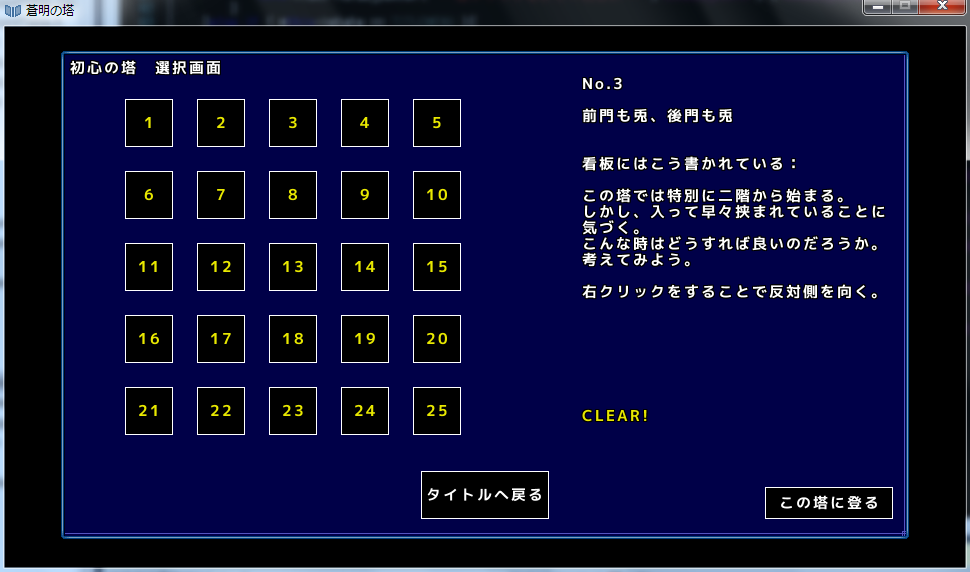 蒼明の塔
初心の塔　選択画面
1 2 3 4 5
6 7 8 9 10
11 12 13 14 15
16 17 18 19 20
21 22 23 24 25
No.3
前門も兎、後門も兎
看板にはこう書かれている：
この塔では特別に二階から始まる。
しかし、入って早々挟まれていることに
気づく。
こんな時はどうすれば良いのだろうか。
考えてみよう。
右クリックをすることで反対側を向く。
CLEAR!
タイトルへ戻る
この塔に登る